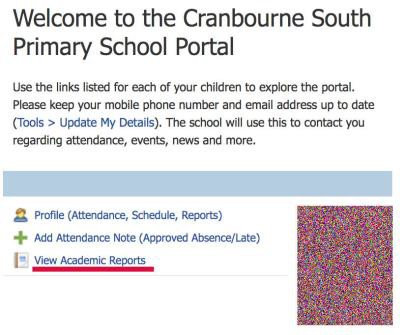 Welcome to the Cranbourne South
Primary School Portal
Use the links listed for each of your children to explore the portal.
Please keep your mobile phone number and email address up to date
(Tools > Update My Details). The school will use this to contact you
regarding attendance, events, news and more.
Profile (Attendance, Schedule, Reports)
Add Attendance Note (Approved Absence/Late)
View Academic Reports